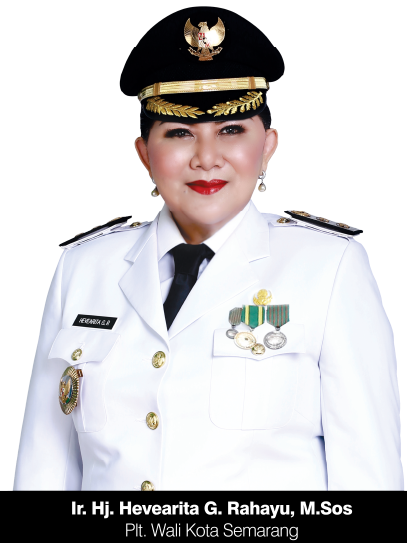 HEVEARITA G. R
Ir. Hj. Hevearita G. Rahayu, M.Sos
Plt. Wali Kota Semarang